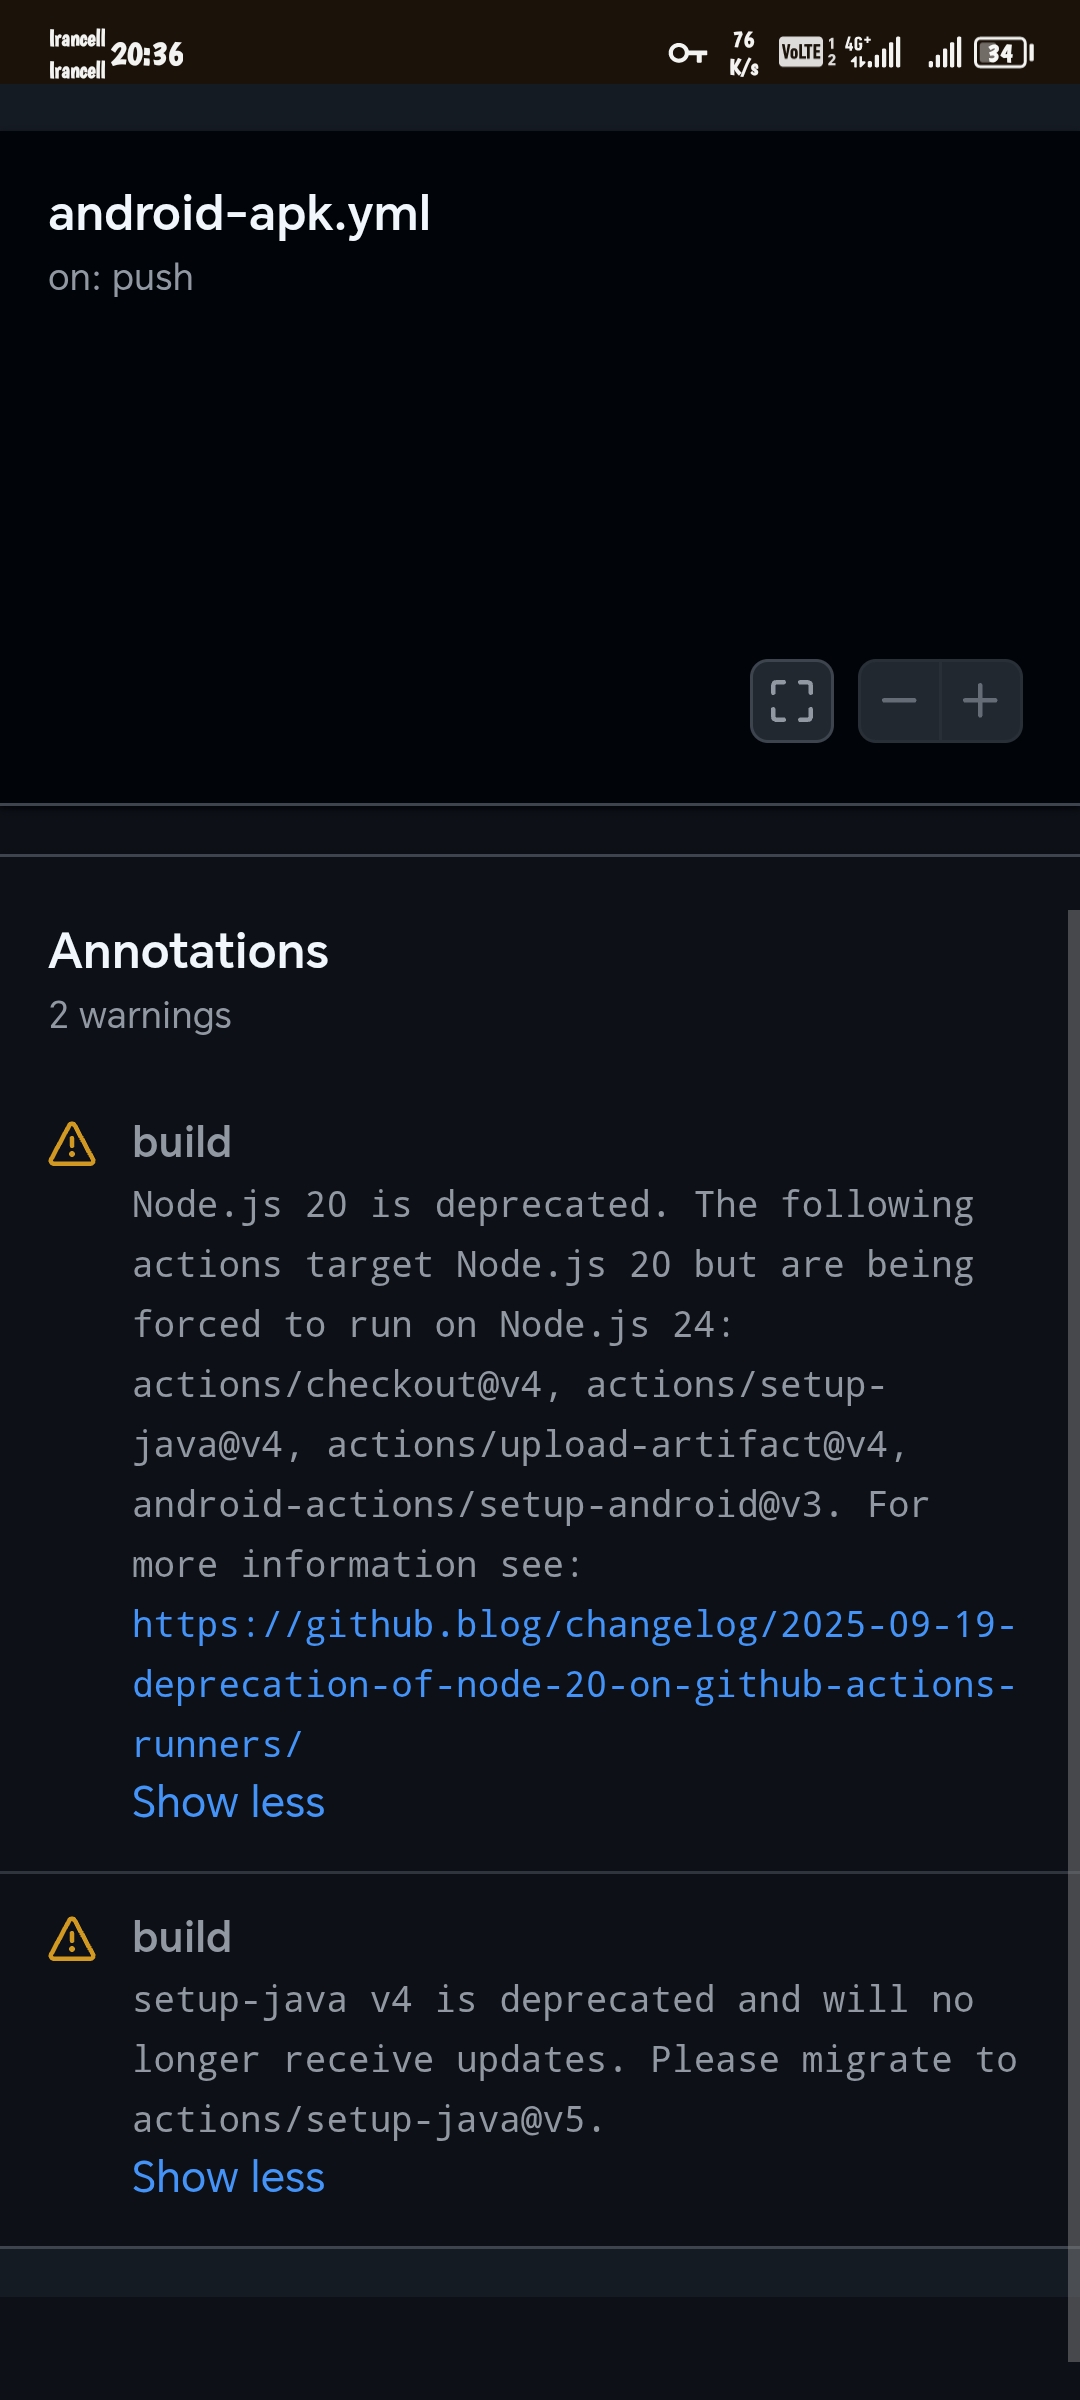 Irancell
Irancell
20:36
76
K/s
VoLTE
1
2
4G+
34
android-apk.yml
on: push
Annotations
2 warnings
build
Node.js 20 is deprecated. The following
actions target Node.js 20 but are being
forced to run on Node.js 24:
actions/checkout@v4, actions/setup-
java@v4, actions/upload-artifact@v4,
android-actions/setup-android@v3. For
more information see:
https://github.blog/changelog/2025-09-19-
deprecation-of-node-20-on-github-actions-
runners/
Show less
build
setup-java v4 is deprecated and will no
longer receive updates. Please migrate to
actions/setup-java@v5.
Show less